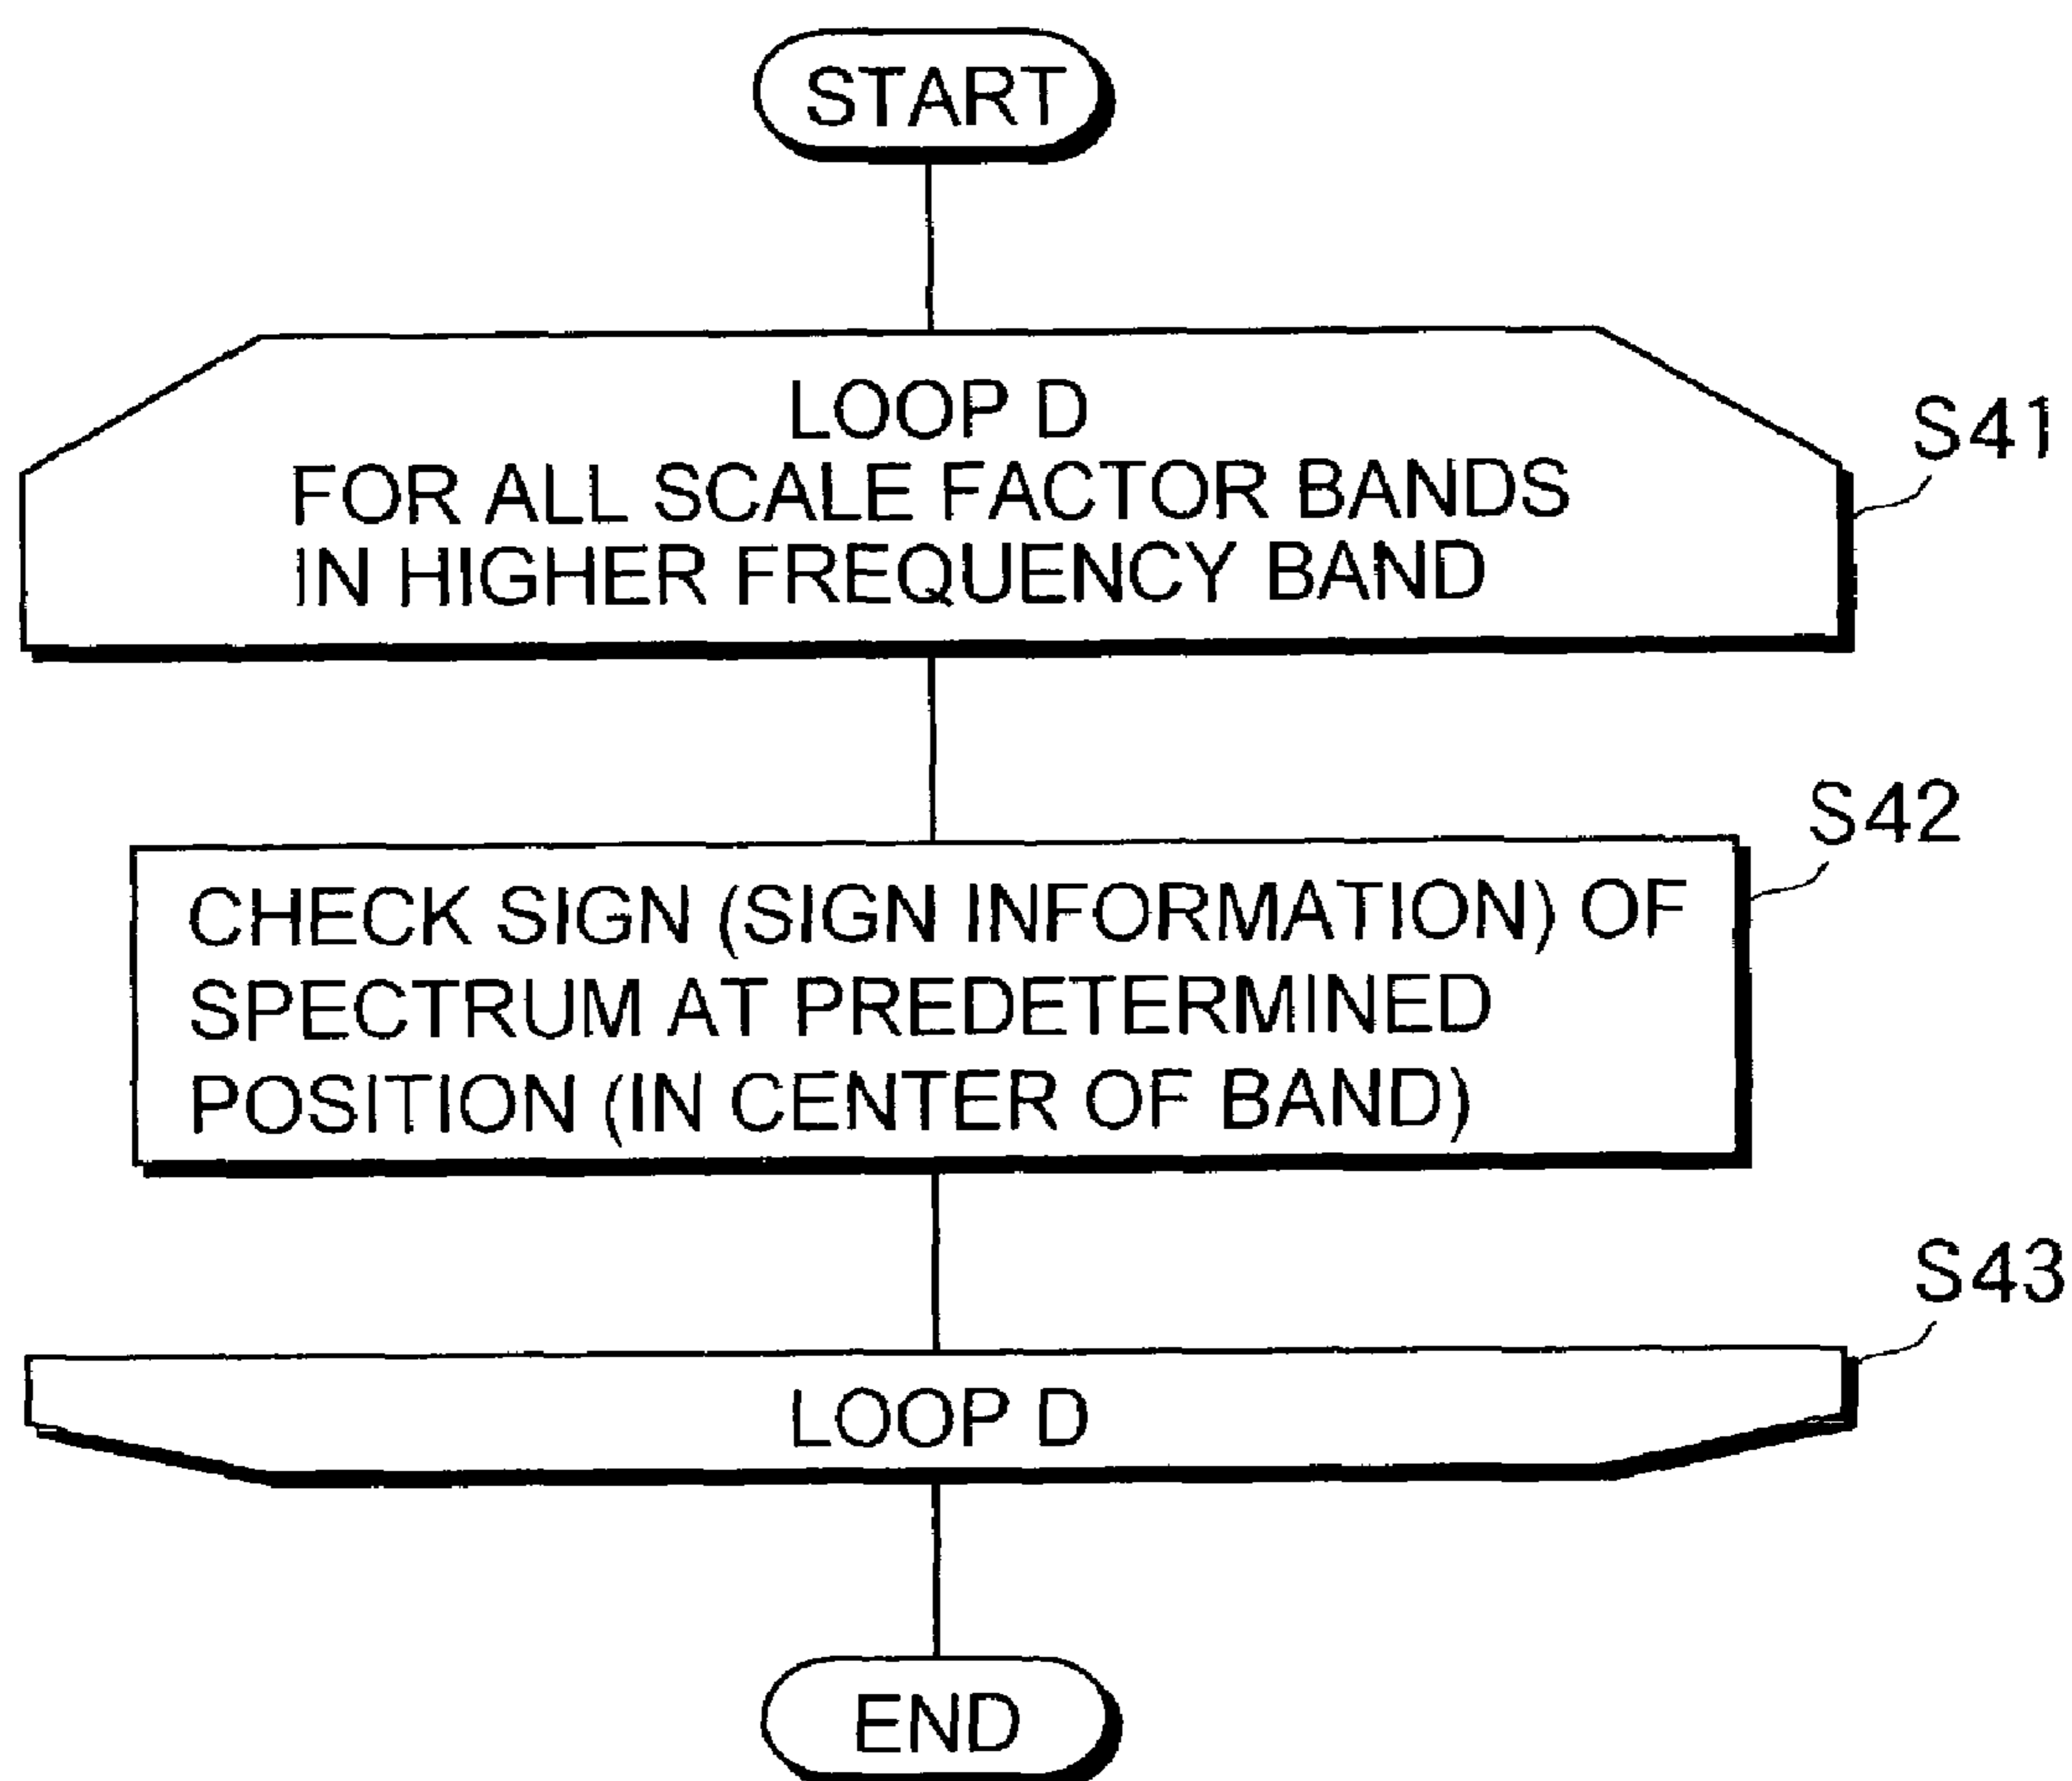 START
LOOP D
FOR ALL SCALE FACTOR BANDS
IN HIGHER FREQUENCY BAND
S41
S42
CHECK SIGN (SIGN INFORMATION) OF
SPECTRUM AT PREDETERMINED
POSITION (IN CENTER OF BAND)
S43
LOOP D
END